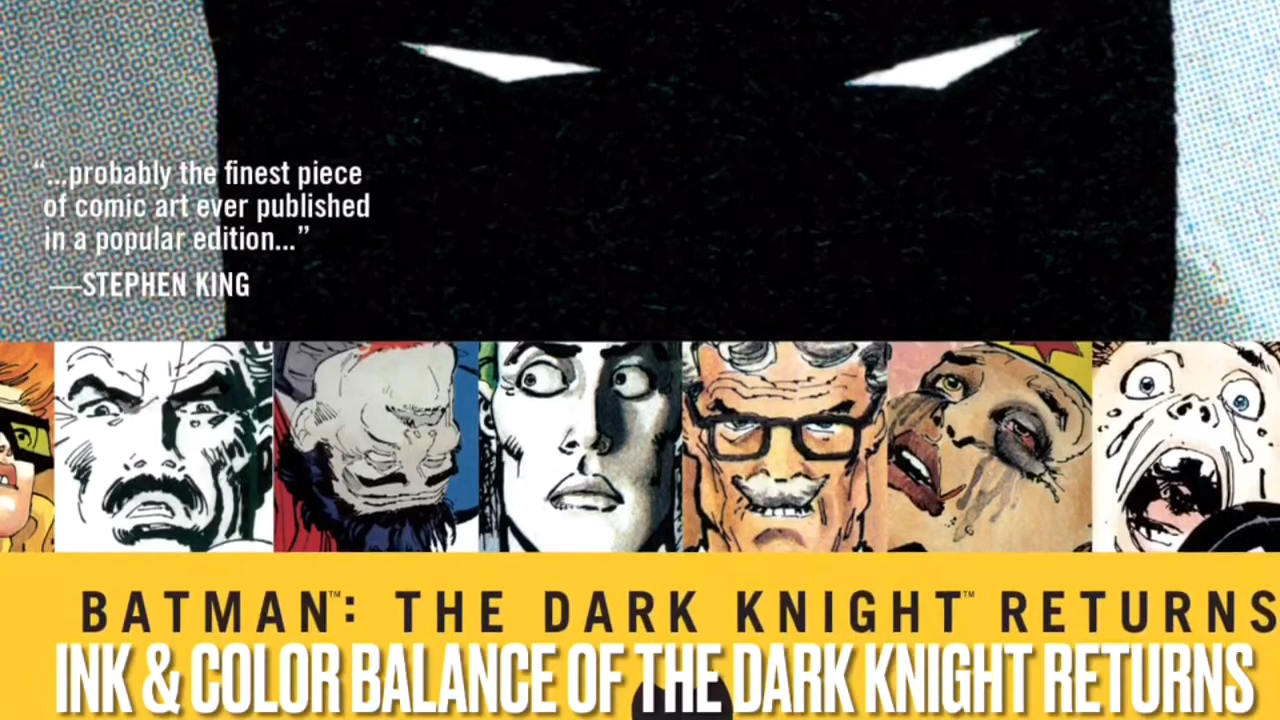 “...probably the finest piece
of comic art ever published
in a popular edition...”
—STEPHEN KING
BATMAN™: THE DARK KNIGHT™ RETURNS
INK & COLOR BALANCE OF THE DARK KNIGHT RETURNS